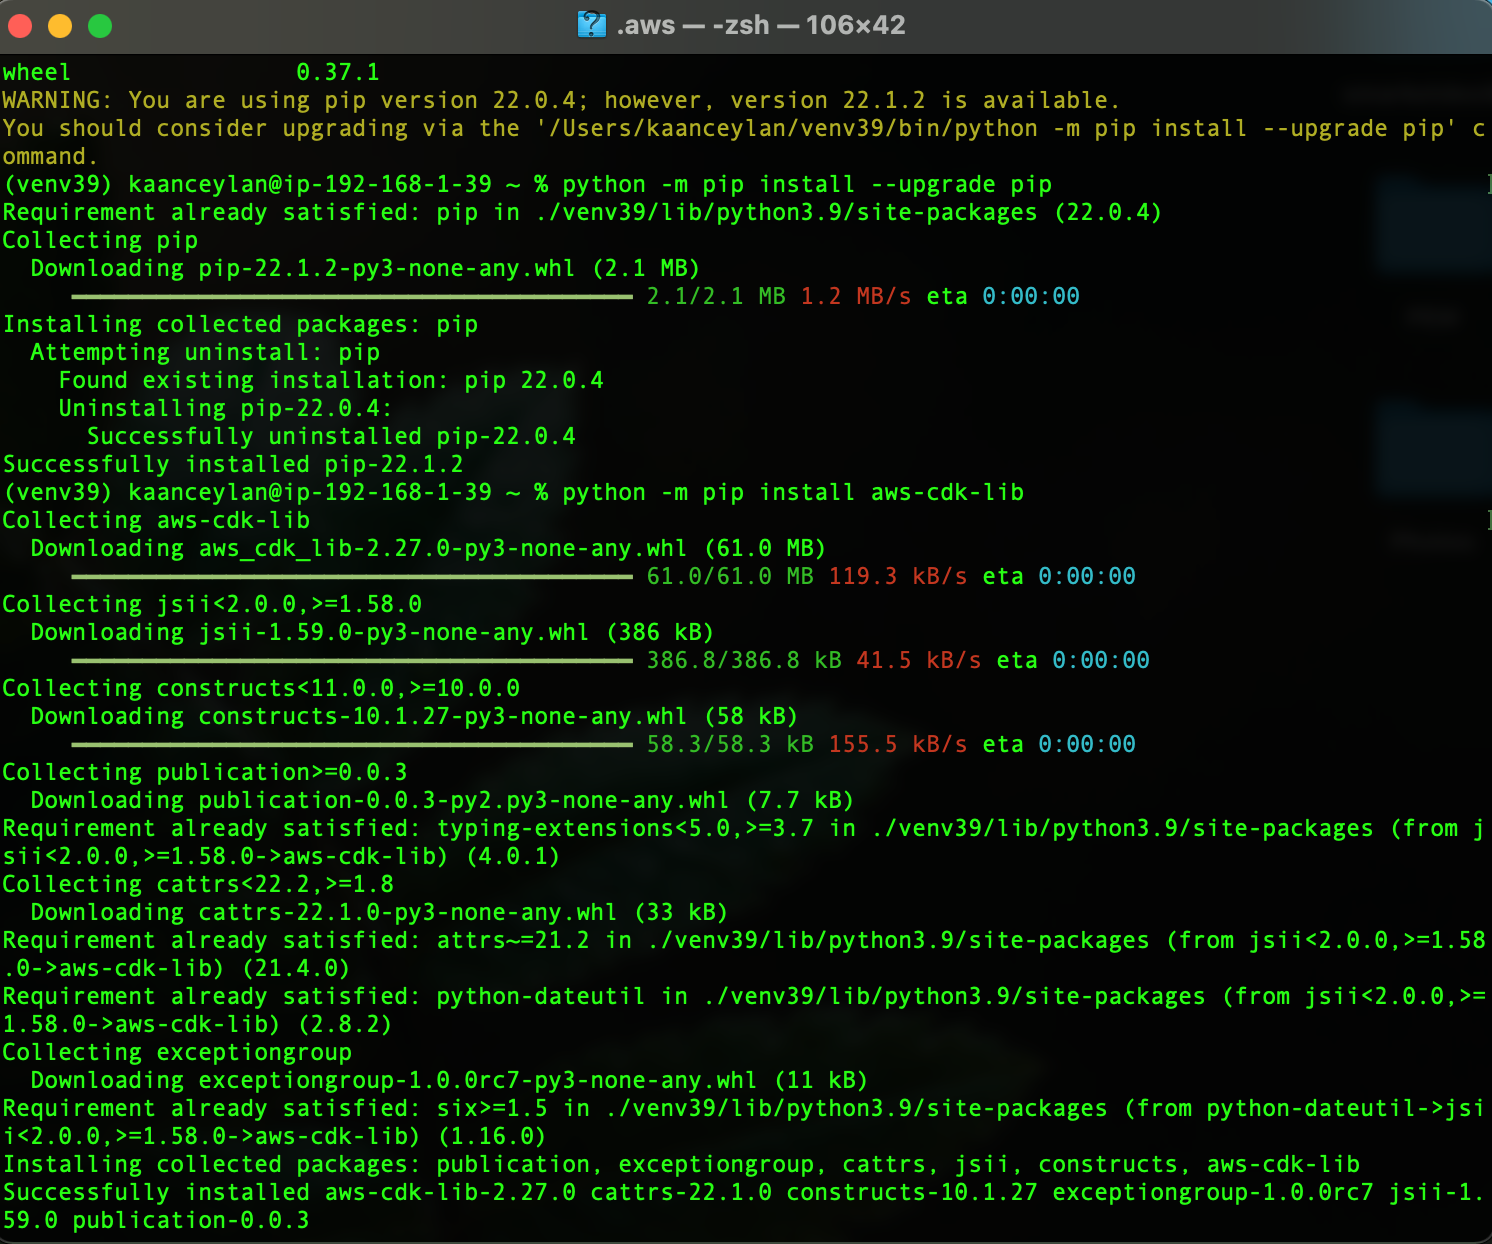 .aws — -zsh — 106×42
wheel                0.37.1
WARNING: You are using pip version 22.0.4; however, version 22.1.2 is available.
You should consider upgrading via the '/Users/kaanceylan/venv39/bin/python -m pip install --upgrade pip' c
ommand.
(venv39) kaanceylan@ip-192-168-1-39 ~ % python -m pip install --upgrade pip
Requirement already satisfied: pip in ./venv39/lib/python3.9/site-packages (22.0.4)
Collecting pip
  Downloading pip-22.1.2-py3-none-any.whl (2.1 MB)
2.1/2.1 MB 1.2 MB/s eta 0:00:00
Installing collected packages: pip
  Attempting uninstall: pip
    Found existing installation: pip 22.0.4
    Uninstalling pip-22.0.4:
      Successfully uninstalled pip-22.0.4
Successfully installed pip-22.1.2
(venv39) kaanceylan@ip-192-168-1-39 ~ % python -m pip install aws-cdk-lib
Collecting aws-cdk-lib
  Downloading aws_cdk_lib-2.27.0-py3-none-any.whl (61.0 MB)
61.0/61.0 MB 119.3 kB/s eta 0:00:00
Collecting jsii<2.0.0,>=1.58.0
  Downloading jsii-1.59.0-py3-none-any.whl (386 kB)
386.8/386.8 kB 41.5 kB/s eta 0:00:00
Collecting constructs<11.0.0,>=10.0.0
  Downloading constructs-10.1.27-py3-none-any.whl (58 kB)
58.3/58.3 kB 155.5 kB/s eta 0:00:00
Collecting publication>=0.0.3
  Downloading publication-0.0.3-py2.py3-none-any.whl (7.7 kB)
Requirement already satisfied: typing-extensions<5.0,>=3.7 in ./venv39/lib/python3.9/site-packages (from j
sii<2.0.0,>=1.58.0->aws-cdk-lib) (4.0.1)
Collecting cattrs<22.2,>=1.8
  Downloading cattrs-22.1.0-py3-none-any.whl (33 kB)
Requirement already satisfied: attrs~=21.2 in ./venv39/lib/python3.9/site-packages (from jsii<2.0.0,>=1.58
.0->aws-cdk-lib) (21.4.0)
Requirement already satisfied: python-dateutil in ./venv39/lib/python3.9/site-packages (from jsii<2.0.0,>=
1.58.0->aws-cdk-lib) (2.8.2)
Collecting exceptiongroup
  Downloading exceptiongroup-1.0.0rc7-py3-none-any.whl (11 kB)
Requirement already satisfied: six>=1.5 in ./venv39/lib/python3.9/site-packages (from python-dateutil->jsi
i<2.0.0,>=1.58.0->aws-cdk-lib) (1.16.0)
Installing collected packages: publication, exceptiongroup, cattrs, jsii, constructs, aws-cdk-lib
Successfully installed aws-cdk-lib-2.27.0 cattrs-22.1.0 constructs-10.1.27 exceptiongroup-1.0.0rc7 jsii-1.
59.0 publication-0.0.3